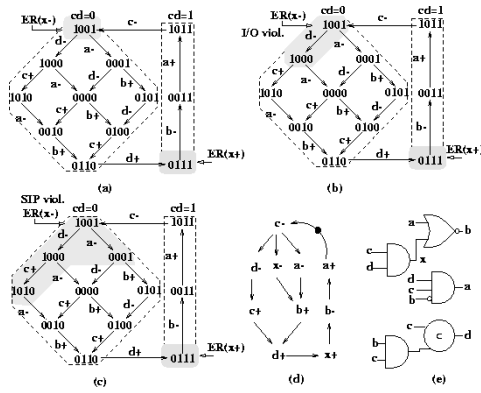 ER(x-) cd=0 c- cd=1
1001 1011
d- a-
1000 0001 a+
c+ a- d- b+
1010 0000 0101 0011
a- c+ b+ d-
0010 0100 b-
b+ c+
0110 d+ 0111 ER(x+)
(a)
I/O viol. cd=0 c- cd=1
ER(x-) 1001 1011
d- a-
1000 0001 a+
c+ a- d- b+
1010 0000 0101 0011
a- c+ b+ d-
0010 0100 b-
b+ c+
0110 d+ 0111 ER(x+)
(b)
SIP viol. cd=0 c- cd=1
ER(x-) 1001 1011
d- a-
1000 0001 a+
c+ a- d- b+
1010 0000 0101 0011
a- c+ b+ d-
0010 0100 b-
b+ c+
0110 d+ 0111 ER(x+)
(c)
c-
d- x- a- a+
c+ b+ b-
d+ x+
(d)
a b
c x
d
d
c a
b
c C d
b
c
(e)